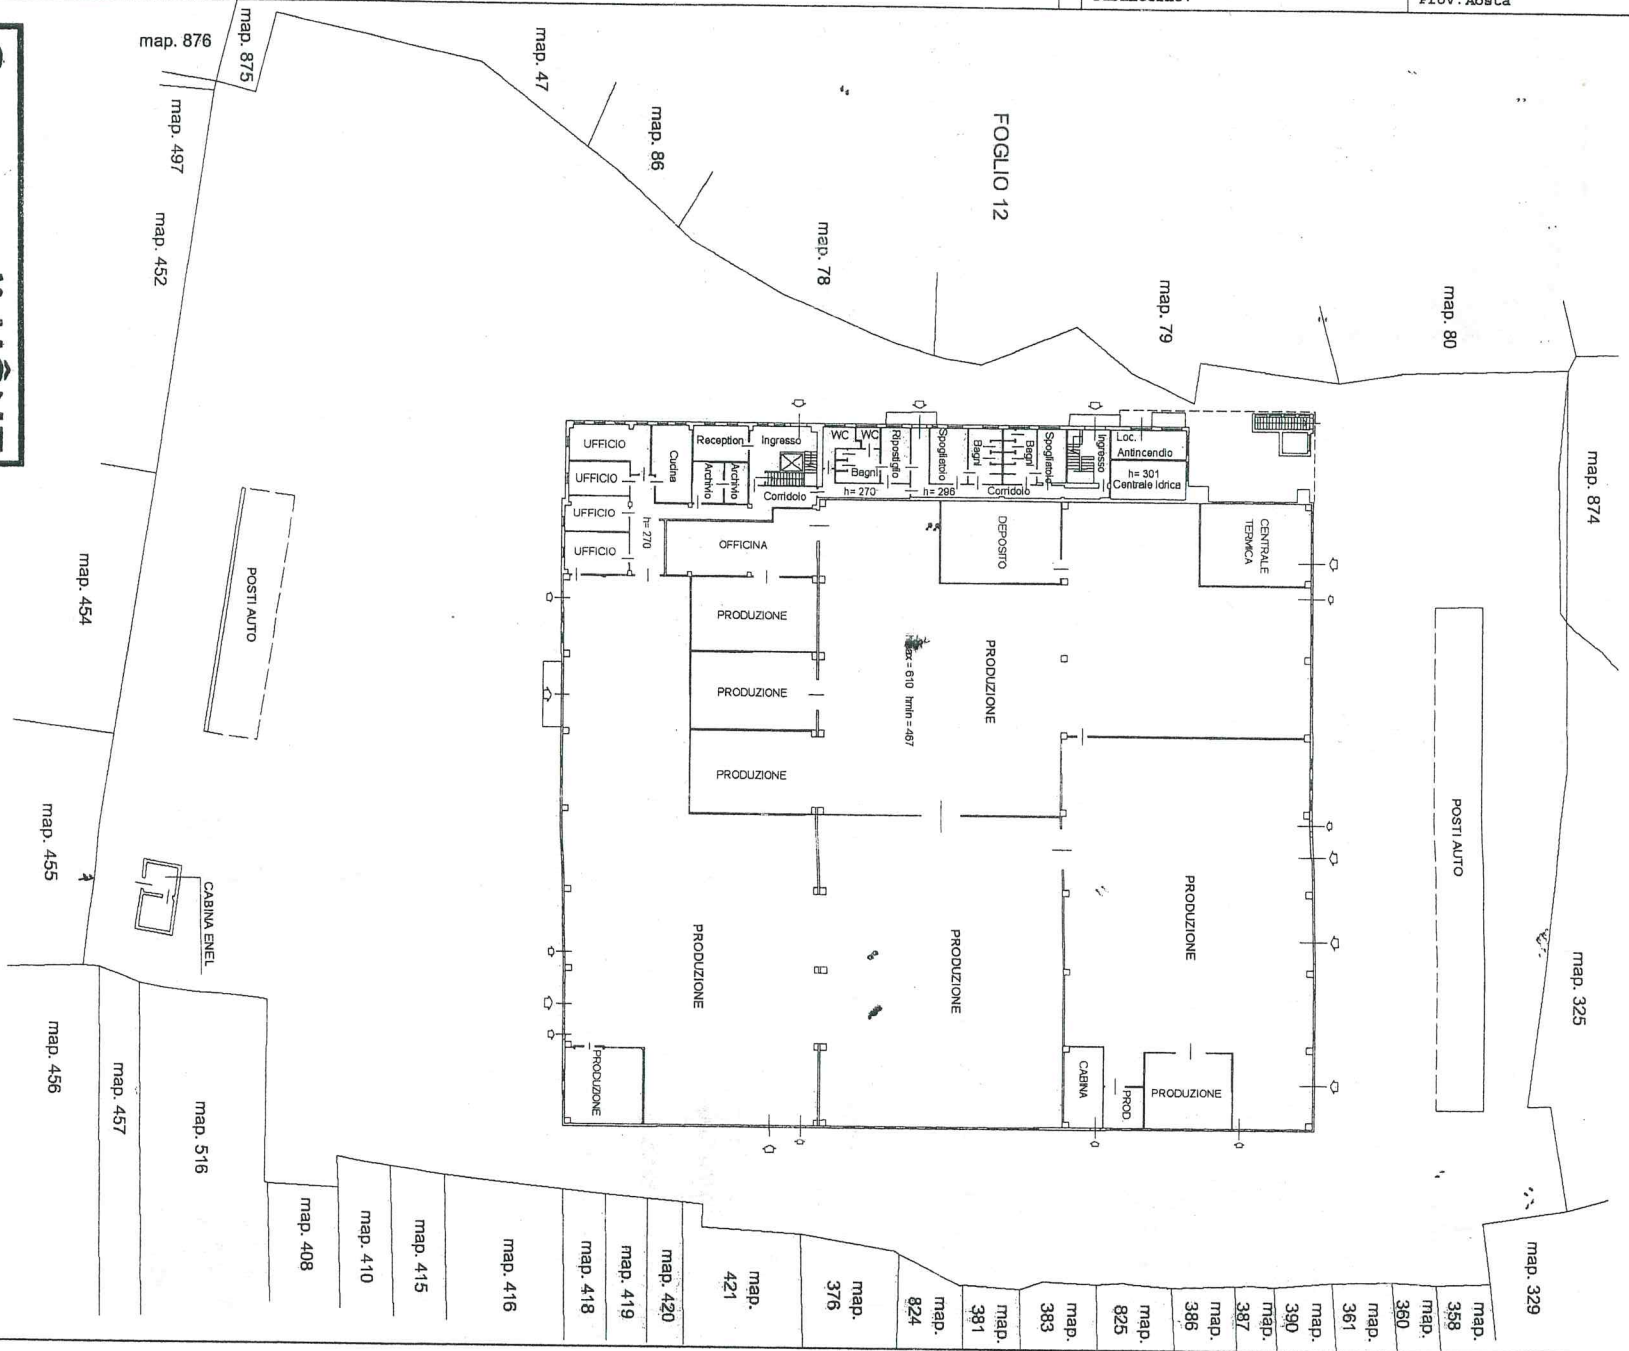 Prov. Aosta
map. 876
map. 875
map. 47
map. 497
map. 86
FOGLIO 12
map. 452
map. 78
map. 79
map. 80
map. 874
UFFICIO
Cucina
Reception
Ingresso
WC
WC
Ripostiglio
Spogliatoio
Bagni
Bagni
Spogliatoio
Ingresso
Loc.
Antincendio
UFFICIO
Archivio
Archivio
Bagni
h= 301
Centrale Idrica
Corridoio
h= 270
h= 296
Corridoio
UFFICIO
h= 270
UFFICIO
OFFICINA
DEPOSITO
CENTRALE
TERMICA
map. 454
POSTI AUTO
PRODUZIONE
PRODUZIONE
PRODUZIONE
PRODUZIONE
= 610 hmin = 467
POSTI AUTO
map. 455
CABINA ENEL
PRODUZIONE
PRODUZIONE
PRODUZIONE
map. 325
map. 456
map. 457
map. 516
PRODUZIONE
CABINA
PROD.
PRODUZIONE
map. 408
map. 410
map. 415
map. 416
map. 418
map. 419
map. 420
map.
421
map.
376
map.
824
map.
381
map.
383
map.
825
map.
386
map.
387
map.
390
map.
361
map.
360
map.
358
map. 329